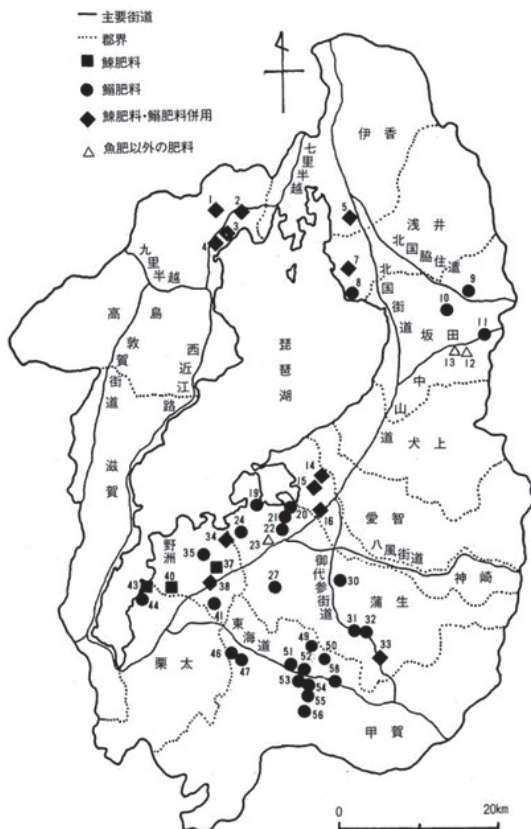 主要街道
郡界
鰊肥料
鰯肥料
鰊肥料・鰯肥料併用
魚肥以外の肥料
伊香
七里半越
浅井
北国脇往還
北国街道
坂田
九里半越
高島
敦賀街道
西近江路
琵琶湖
中山道
犬上
滋賀
愛智
八風街道
神崎
野洲
御代参街道
蒲生
東海道
栗太
甲賀
1
2
3
4
5
7
8
9
10
11
13
12
14
15
16
19
20
21
22
23
24
34
35
37
38
40
43
44
41
27
30
31
32
33
46
47
49
50
51
52
53
54
55
56
58
0
20km